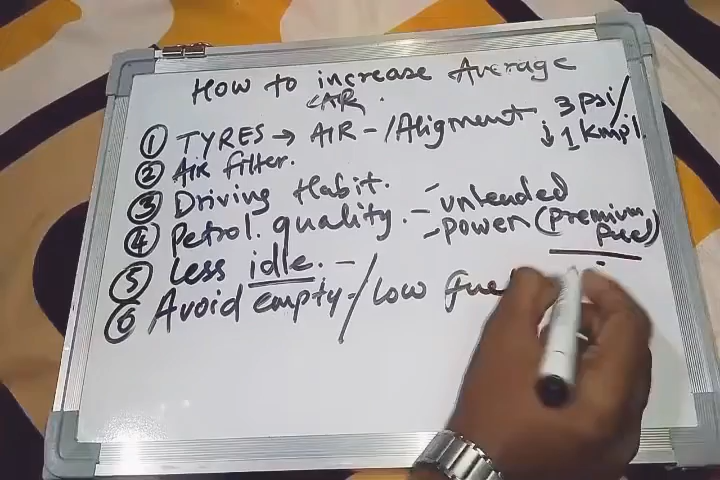 How to increase Average
CAR.
① TYRES → AIR - /Aligment 3 psi/
↓ 1 kmpl.
② Air filter.
③ Driving Habit.
④ Petrol. quality. - unleaded
- power (premium fuel)
⑤ Less idle. -
⑥ Avoid empty / Low fue